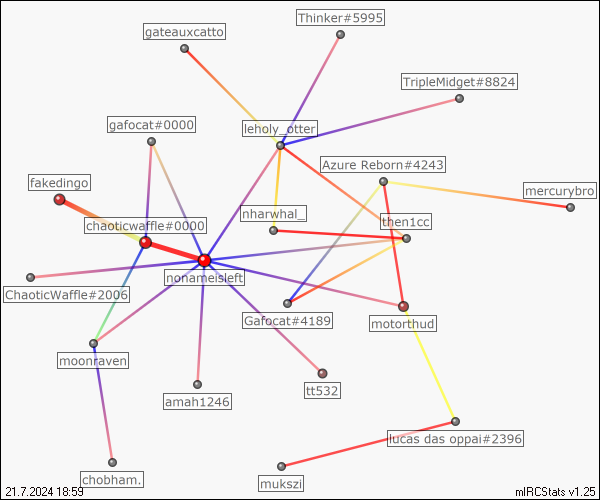 Thinker#5995
gateauxcatto
TripleMidget#8824
gafocat#0000
leholy_otter
Azure Reborn#4243
fakedingo
mercurybro
nharwhal_
then1cc
chaoticwaffle#0000
nonameisleft
ChaoticWaffle#2006
Gafocat#4189
motorthud
moonraven
tt532
amah1246
lucas das oppai#2396
chobham.
mukszi
21.7.2024 18:59
mIRCStats v1.25